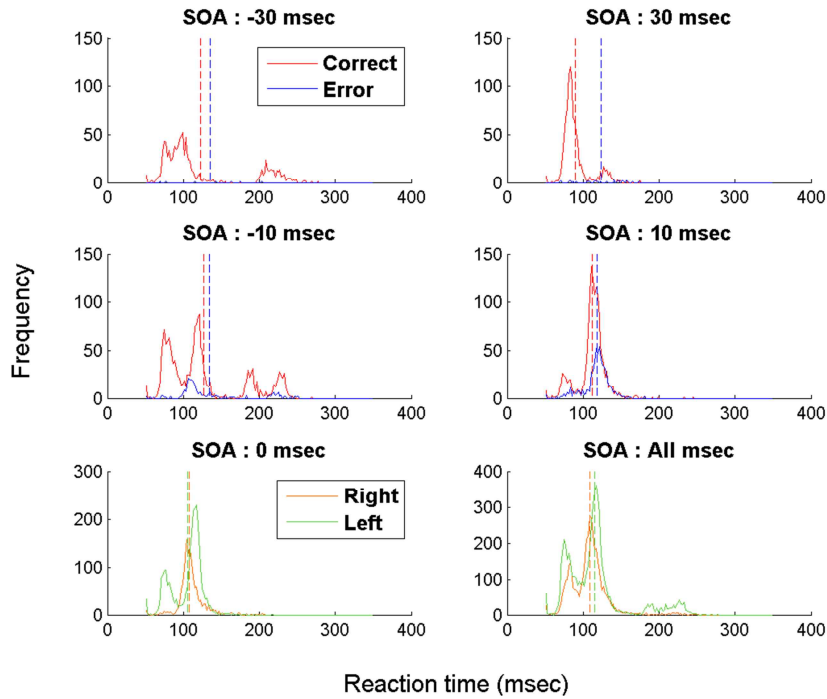 SOA : -30 msec
150
100
50
0
0 100 200 300 400
Correct
Error
SOA : 30 msec
150
100
50
0
0 100 200 300 400
SOA : -10 msec
150
100
50
0
0 100 200 300 400
SOA : 10 msec
150
100
50
0
0 100 200 300 400
Frequency
SOA : 0 msec
300
200
100
0
0 100 200 300 400
Right
Left
SOA : All msec
400
300
200
100
0
0 100 200 300 400
Reaction time (msec)